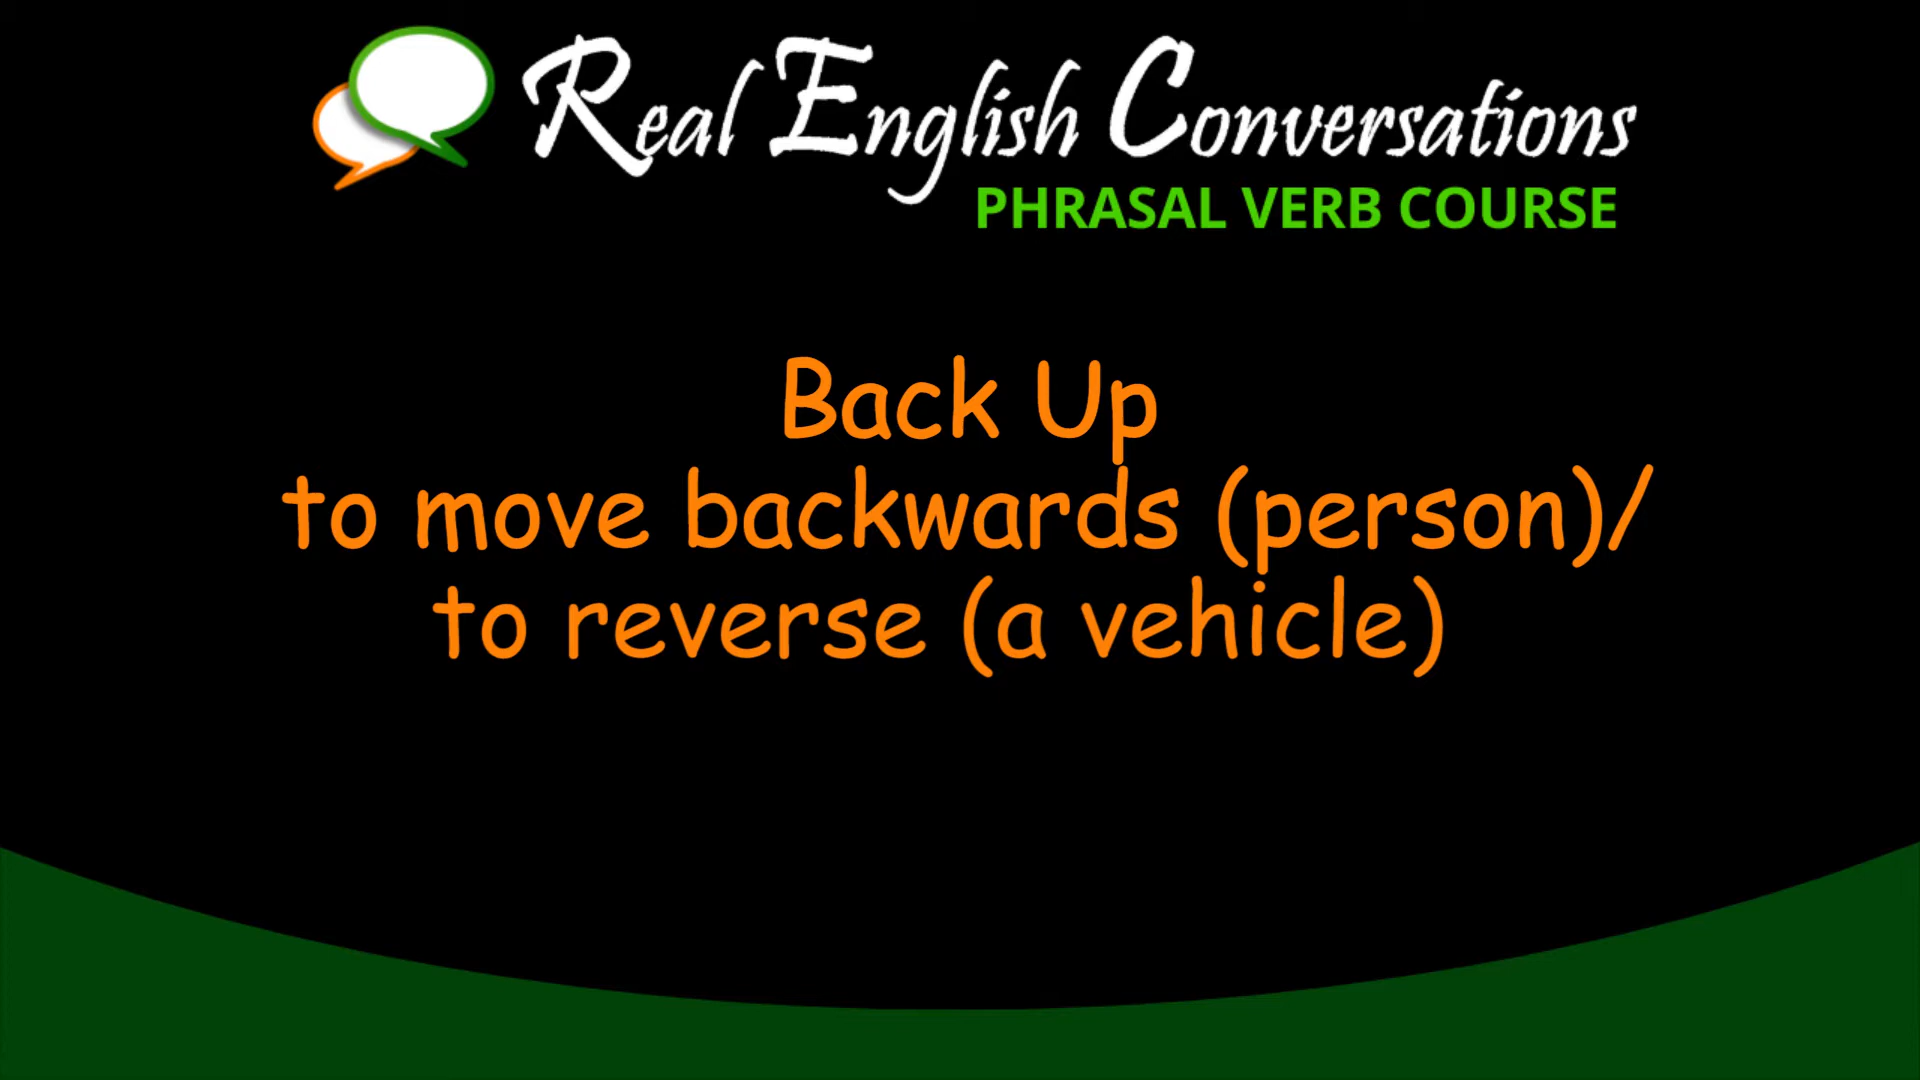 Real English Conversations
PHRASAL VERB COURSE
Back Up
to move backwards (person)/
to reverse (a vehicle)